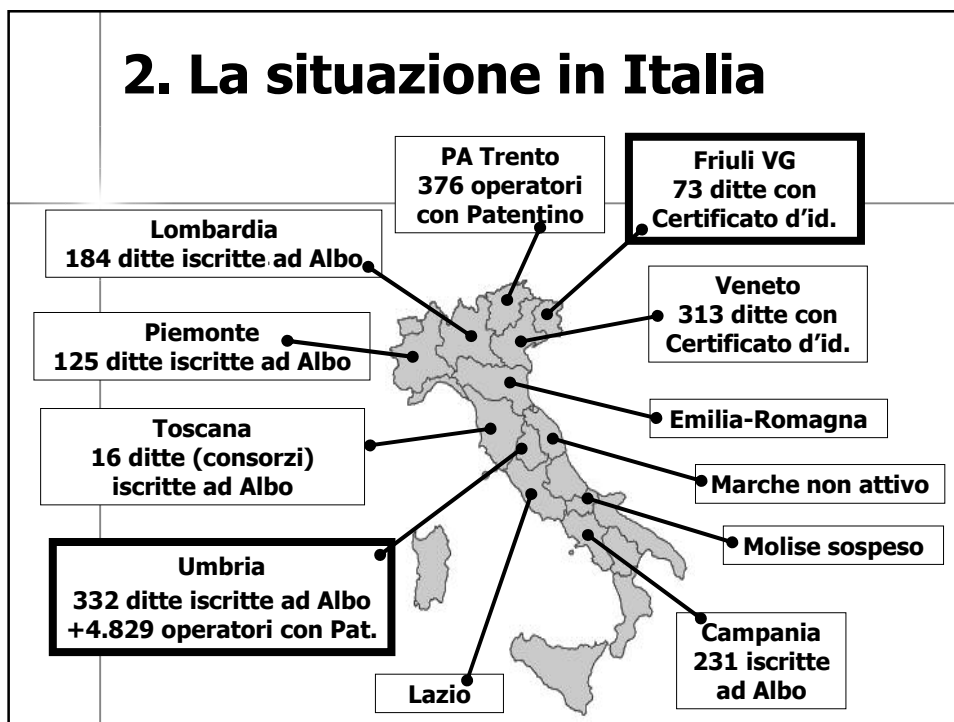 2. La situazione in Italia
PA Trento
376 operatori
con Patentino
Friuli VG
73 ditte con
Certificato d'id.
Lombardia
184 ditte iscritte ad Albo
Veneto
313 ditte con
Certificato d'id.
Piemonte
125 ditte iscritte ad Albo
Emilia-Romagna
Toscana
16 ditte (consorzi)
iscritte ad Albo
Marche non attivo
Molise sospeso
Umbria
332 ditte iscritte ad Albo
+4.829 operatori con Pat.
Campania
231 iscritte
ad Albo
Lazio